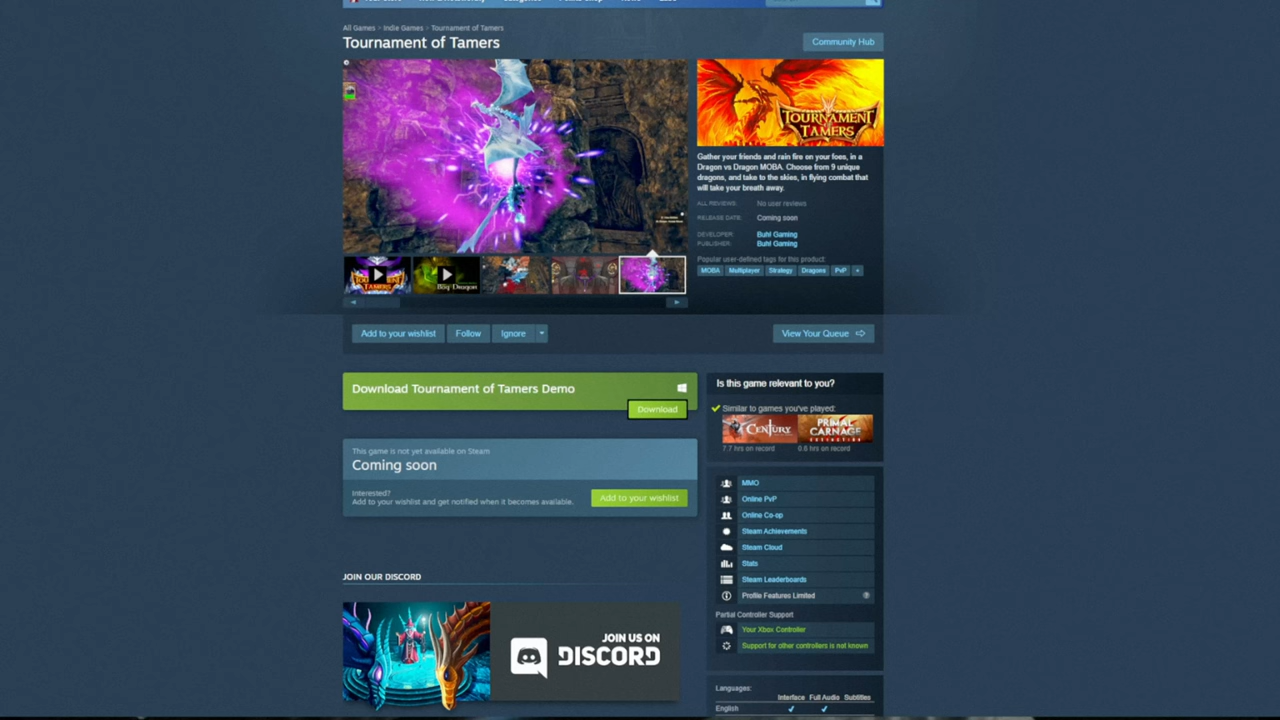 All Games > Indie Games > Tournament of Tamers
Tournament of Tamers
Community Hub
TOURNAMENT
TAMERS
Gather your friends and rain fire on your foes, in a
Dragon vs Dragon MOBA. Choose from 9 unique
dragons, and take to the skies, in flying combat that
will take your breath away.
ALL REVIEWS: No user reviews
RELEASE DATE: Coming soon
DEVELOPER: Buhl Gaming
PUBLISHER: Buhl Gaming
Popular user-defined tags for this product:
MOBA Multiplayer Strategy Dragons PvP +
TAMERS
Bog Dragon
Add to your wishlist Follow Ignore
View Your Queue
Download Tournament of Tamers Demo
Download
This game is not yet available on Steam
Coming soon
Interested?
Add to your wishlist and get notified when it becomes available.
Add to your wishlist
JOIN OUR DISCORD
JOIN US ON
DISCORD
Is this game relevant to you?
Similar to games you've played:
CENTURY
PRIMAL
CARNAGE
EXTINCTION
7.7 hrs on record 0.6 hrs on record
MMO
Online PvP
Online Co-op
Steam Achievements
Steam Cloud
Stats
Steam Leaderboards
Profile Features Limited ?
Partial Controller Support
Your Xbox Controller
Support for other controllers is not known
Languages:
Interface Full Audio Subtitles
English ✓ ✓